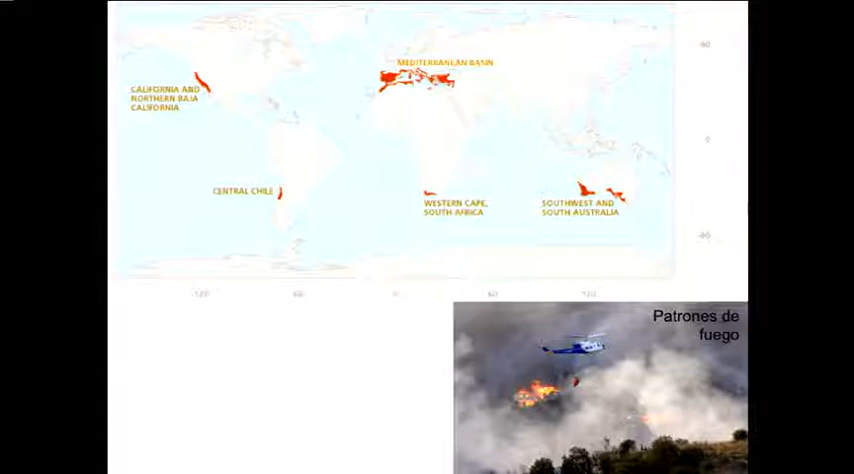 MEDITERRANEAN BASIN
60
CALIFORNIA AND
NORTHERN BAJA
CALIFORNIA
0
CENTRAL CHILE
WESTERN CAPE,
SOUTH AFRICA
SOUTHWEST AND
SOUTH AUSTRALIA
-120
-60
0
60
120
Patrones de
fuego